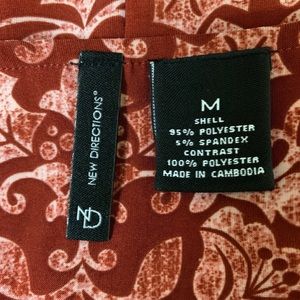 NEW DIRECTIONS®
ND
M
SHELL
95% POLYESTER
5% SPANDEX
CONTRAST
100% POLYESTER
MADE IN CAMBODIA